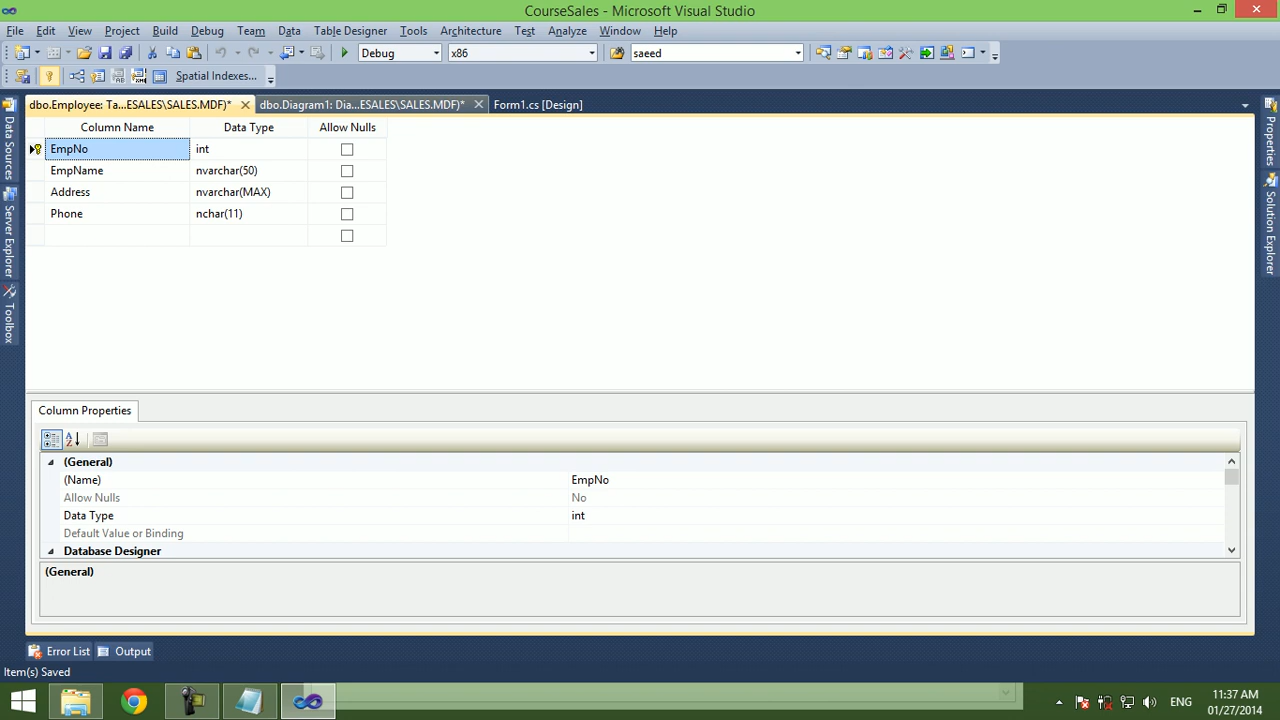 CourseSales - Microsoft Visual Studio
File Edit View Project Build Debug Team Data Table Designer Tools Architecture Test Analyze Window Help
Debug x86 saeed
Spatial Indexes...
dbo.Employee: Ta...ESALES\SALES.MDF)* dbo.Diagram1: Dia...ESALES\SALES.MDF)* Form1.cs [Design]
Column Name Data Type Allow Nulls
EmpNo int
EmpName nvarchar(50)
Address nvarchar(MAX)
Phone nchar(11)
Data Sources
Server Explorer
Toolbox
Properties
Solution Explorer
Column Properties
(General)
(Name) EmpNo
Allow Nulls No
Data Type int
Default Value or Binding
Database Designer
(General)
Error List Output
Item(s) Saved
ENG 11:37 AM
01/27/2014